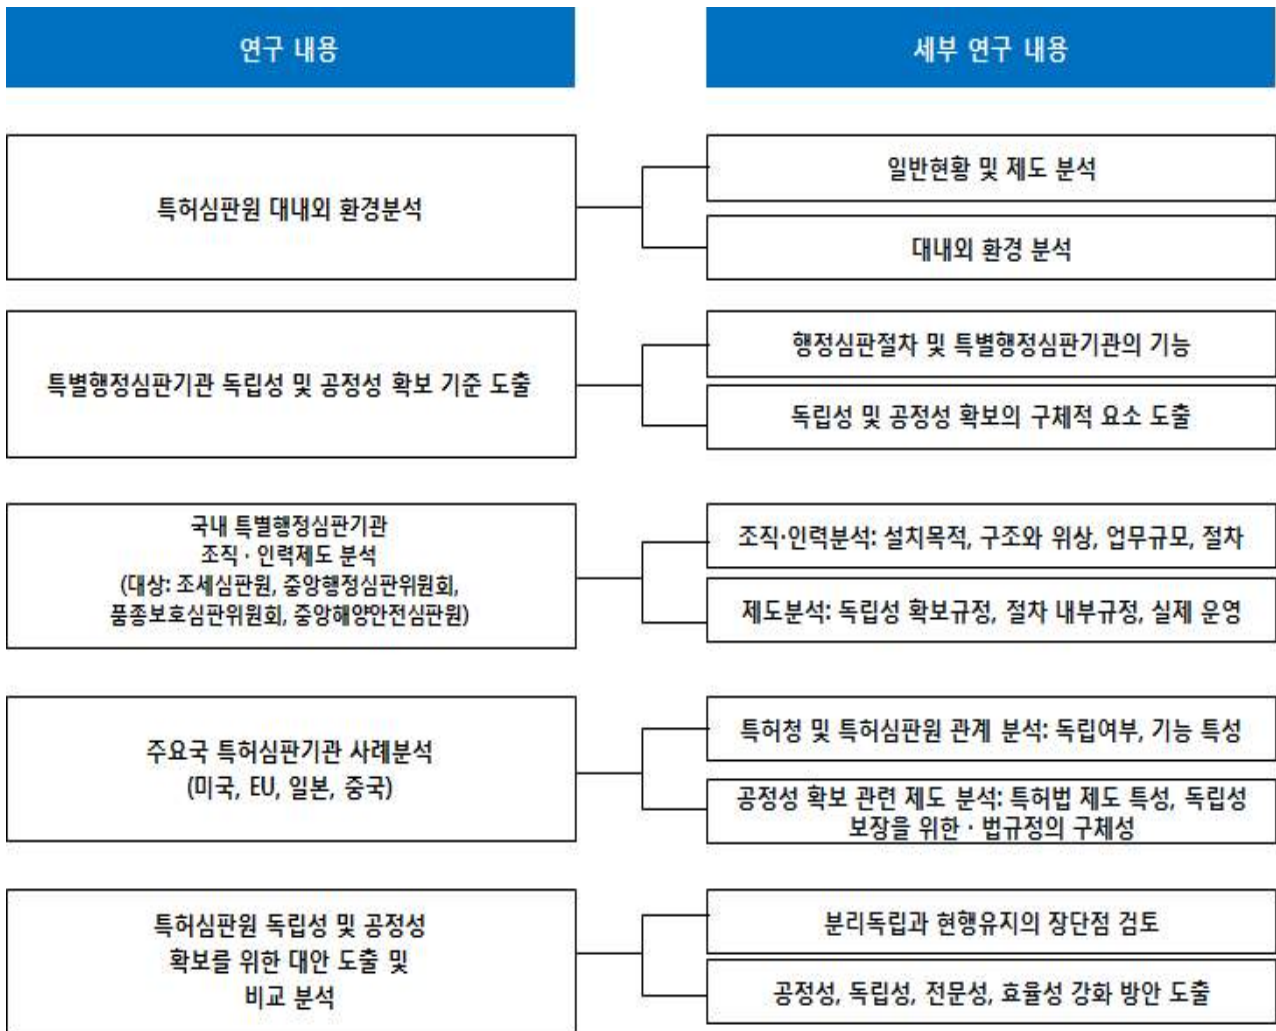 연구 내용
세부 연구 내용
특허심판원 대내외 환경분석
일반현황 및 제도 분석
대내외 환경 분석
특별행정심판기관 독립성 및 공정성 확보 기준 도출
행정심판절차 및 특별행정심판기관의 기능
독립성 및 공정성 확보의 구체적 요소 도출
국내 특별행정심판기관
조직 · 인력제도 분석
(대상: 조세심판원, 중앙행정심판위원회,
품종보호심판위원회, 중앙해양안전심판원)
조직·인력분석: 설치목적, 구조와 위상, 업무규모, 절차
제도분석: 독립성 확보규정, 절차 내부규정, 실제 운영
주요국 특허심판기관 사례분석
(미국, EU, 일본, 중국)
특허청 및 특허심판원 관계 분석: 독립여부, 기능 특성
공정성 확보 관련 제도 분석: 특허법 제도 특성, 독립성
보장을 위한 · 법규정의 구체성
특허심판원 독립성 및 공정성
확보를 위한 대안 도출 및
비교 분석
분리독립과 현행유지의 장단점 검토
공정성, 독립성, 전문성, 효율성 강화 방안 도출